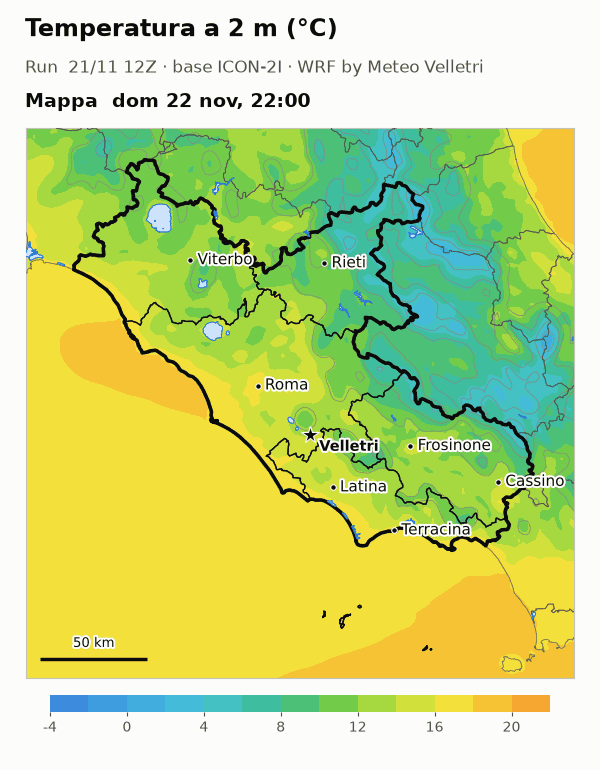 Temperatura a 2 m (°C)
Run  21/11 12Z · base ICON-2I · WRF by Meteo Velletri
Mappa  dom 22 nov, 22:00
Viterbo
Rieti
Roma
Velletri
Frosinone
Latina
Cassino
Terracina
50 km
-4 0 4 8 12 16 20